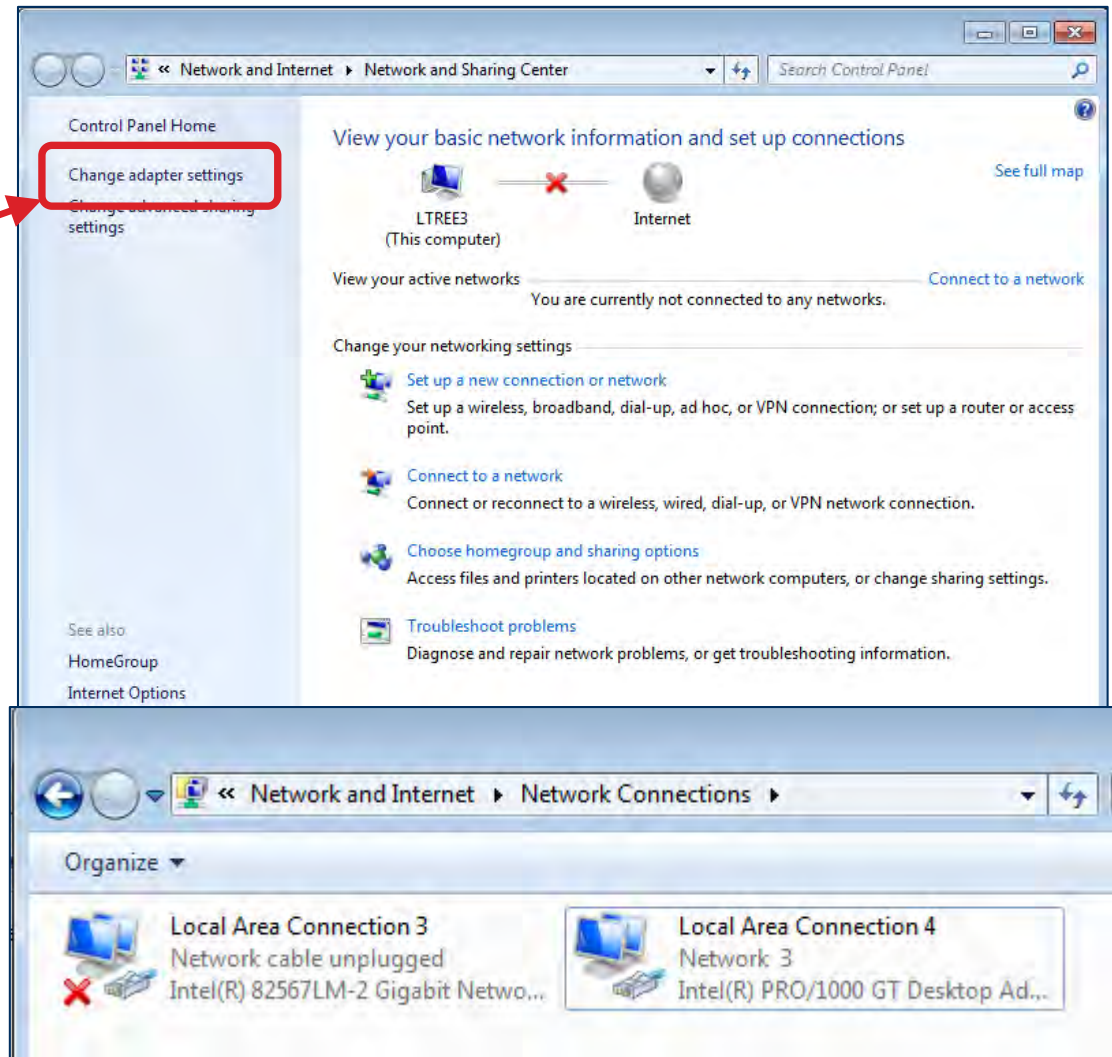 « Network and Internet ▸ Network and Sharing Center
Search Control Panel
Control Panel Home
Change adapter settings
Change advanced sharing
settings
See also
HomeGroup
Internet Options
View your basic network information and set up connections
See full map
LTREE3
(This computer)
Internet
View your active networks
Connect to a network
You are currently not connected to any networks.
Change your networking settings
Set up a new connection or network
Set up a wireless, broadband, dial-up, ad hoc, or VPN connection; or set up a router or access
point.
Connect to a network
Connect or reconnect to a wireless, wired, dial-up, or VPN network connection.
Choose homegroup and sharing options
Access files and printers located on other network computers, or change sharing settings.
Troubleshoot problems
Diagnose and repair network problems, or get troubleshooting information.
« Network and Internet ▸ Network Connections ▸
Organize
Local Area Connection 3
Network cable unplugged
Intel(R) 82567LM-2 Gigabit Netwo...
Local Area Connection 4
Network 3
Intel(R) PRO/1000 GT Desktop Ad...